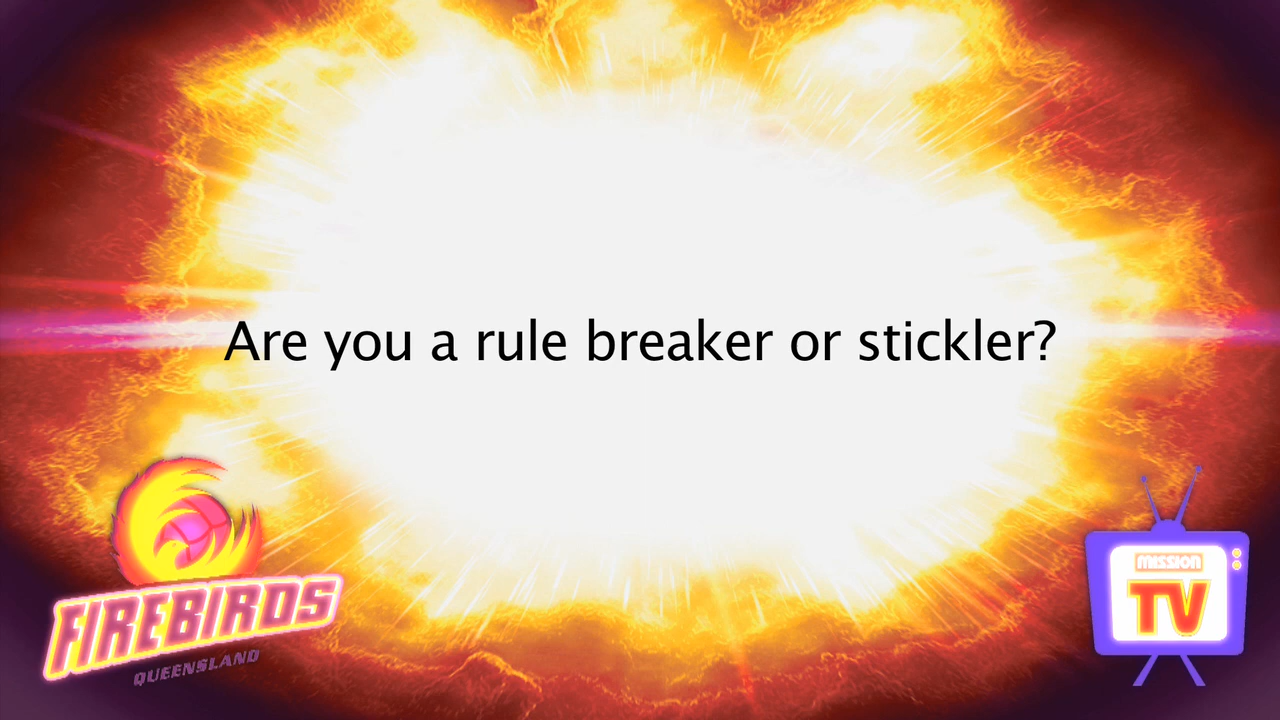 Are you a rule breaker or stickler?
FIREBIRDS
QUEENSLAND
MISSION
TV